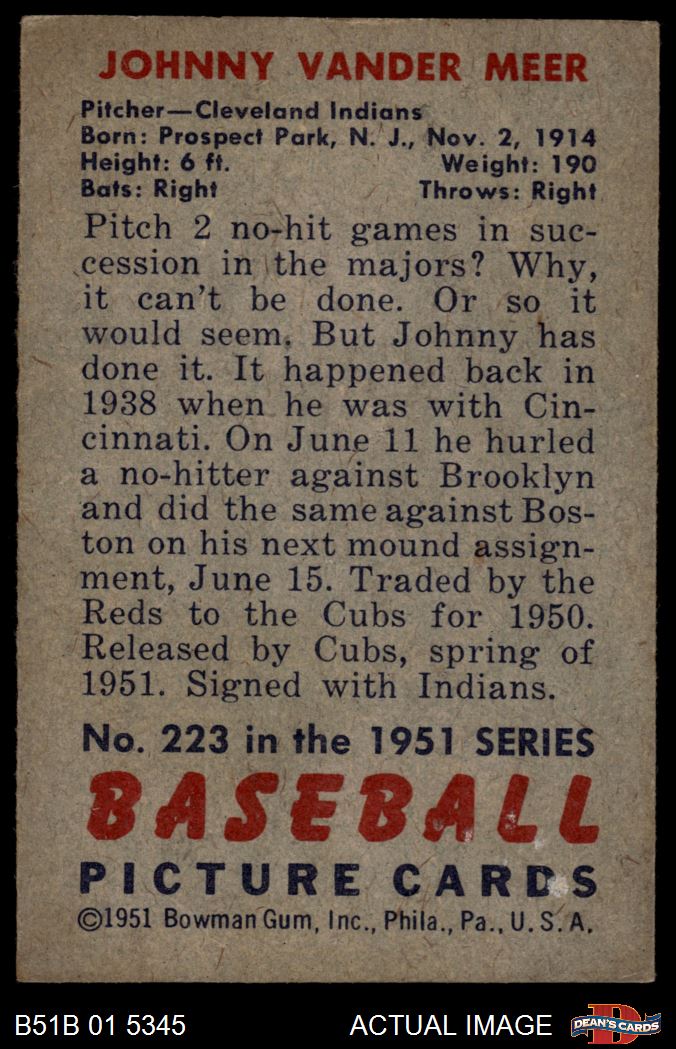 JOHNNY VANDER MEER
Pitcher—Cleveland Indians
Born: Prospect Park, N. J., Nov. 2, 1914
Height: 6 ft. Weight: 190
Bats: Right Throws: Right
Pitch 2 no-hit games in suc-
cession in the majors? Why,
it can't be done. Or so it
would seem. But Johnny has
done it. It happened back in
1938 when he was with Cin-
cinnati. On June 11 he hurled
a no-hitter against Brooklyn
and did the same against Bos-
ton on his next mound assign-
ment, June 15. Traded by the
Reds to the Cubs for 1950.
Released by Cubs, spring of
1951. Signed with Indians.
No. 223 in the 1951 SERIES
BASEBALL
PICTURE CARDS
©1951 Bowman Gum, Inc., Phila., Pa., U. S. A.
B51B 01 5345 ACTUAL IMAGE DEAN'S CARDS